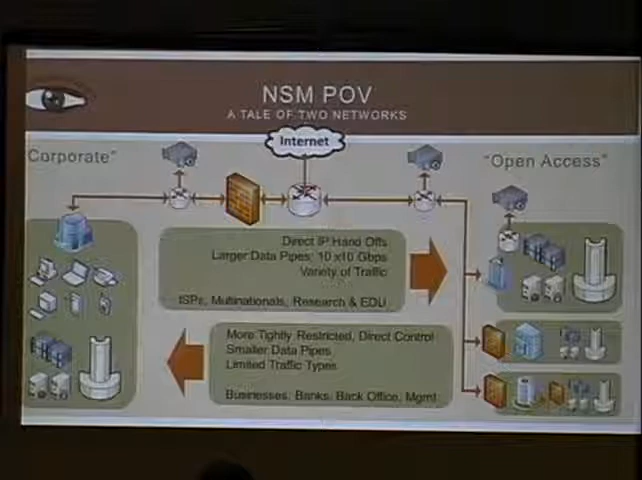 NSM POV
A TALE OF TWO NETWORKS
Internet
Corporate"
"Open Access"
Direct IP Hand Offs
Larger Data Pipes: 10 x10 Gbps
Variety of Traffic
ISPs, Multinationals, Research & EDU
More Tightly Restricted, Direct Control
Smaller Data Pipes
Limited Traffic Types
Businesses, Banks, Back Office, Mgmt